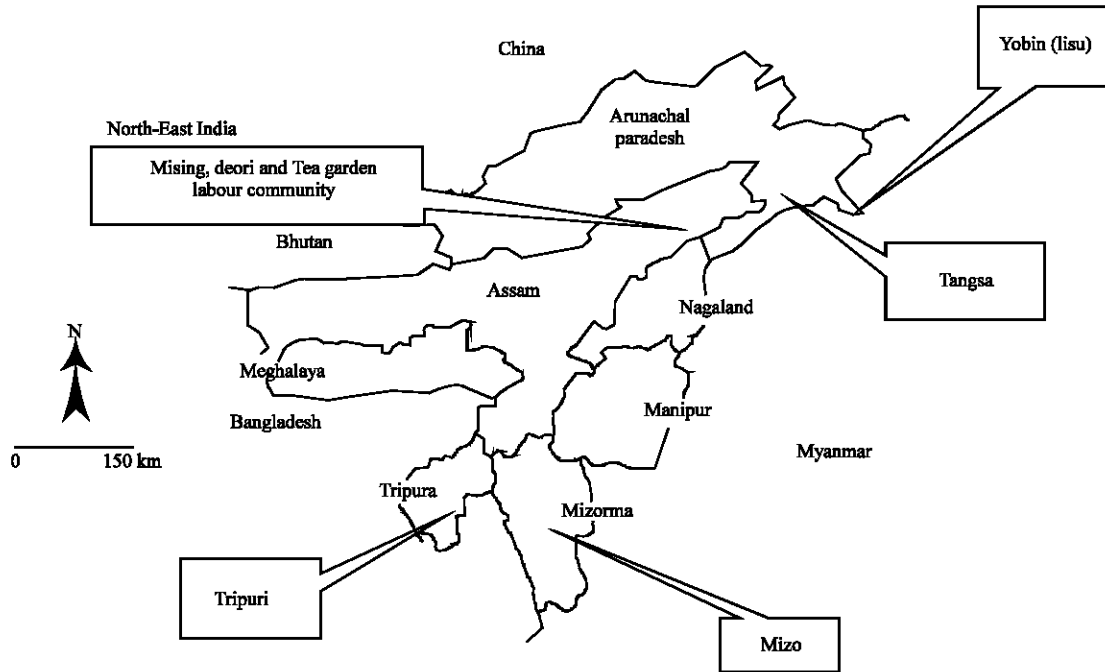 China
Yobin (lisu)
Arunachal
paradesh
North-East India
Mising, deori and Tea garden
labour community
Bhutan
Assam
Tangsa
Nagaland
N
Meghalaya
Bangladesh
Manipur
0 150 km
Myanmar
Tripura
Mizorma
Tripuri
Mizo